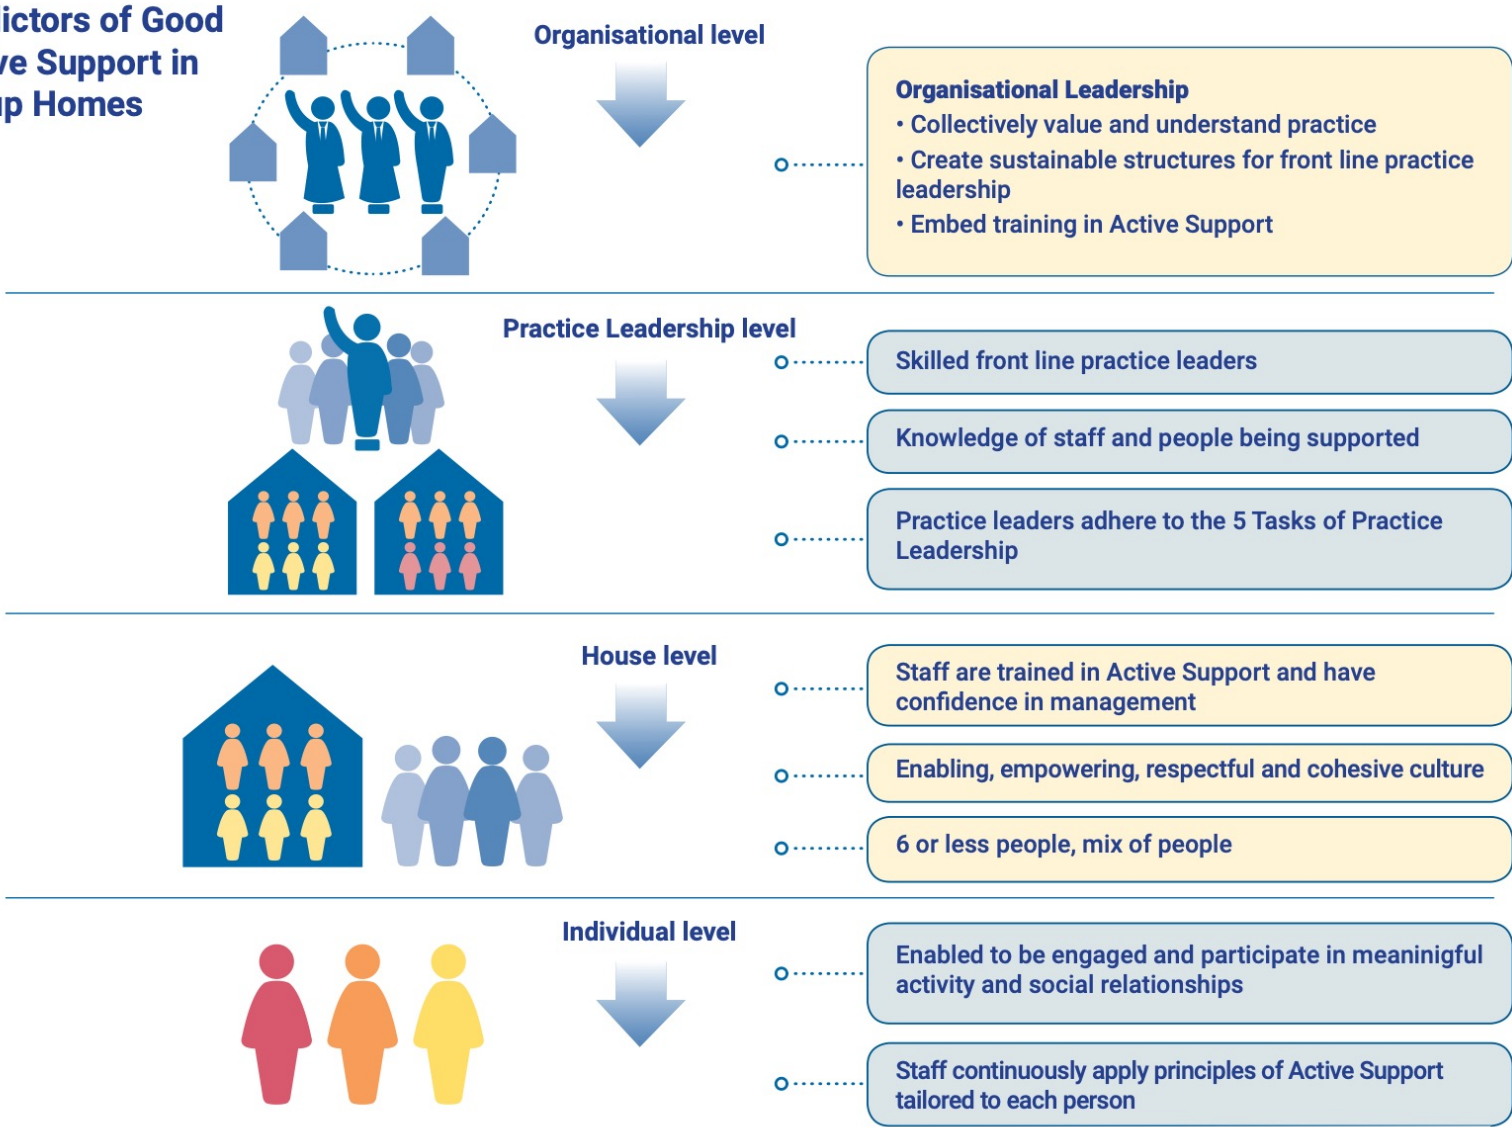 ictors of Good
ve Support in
up Homes
Organisational level
Organisational Leadership
• Collectively value and understand practice
• Create sustainable structures for front line practice
leadership
• Embed training in Active Support
Practice Leadership level
Skilled front line practice leaders
Knowledge of staff and people being supported
Practice leaders adhere to the 5 Tasks of Practice
Leadership
House level
Staff are trained in Active Support and have
confidence in management
Enabling, empowering, respectful and cohesive culture
6 or less people, mix of people
Individual level
Enabled to be engaged and participate in meaninigful
activity and social relationships
Staff continuously apply principles of Active Support
tailored to each person